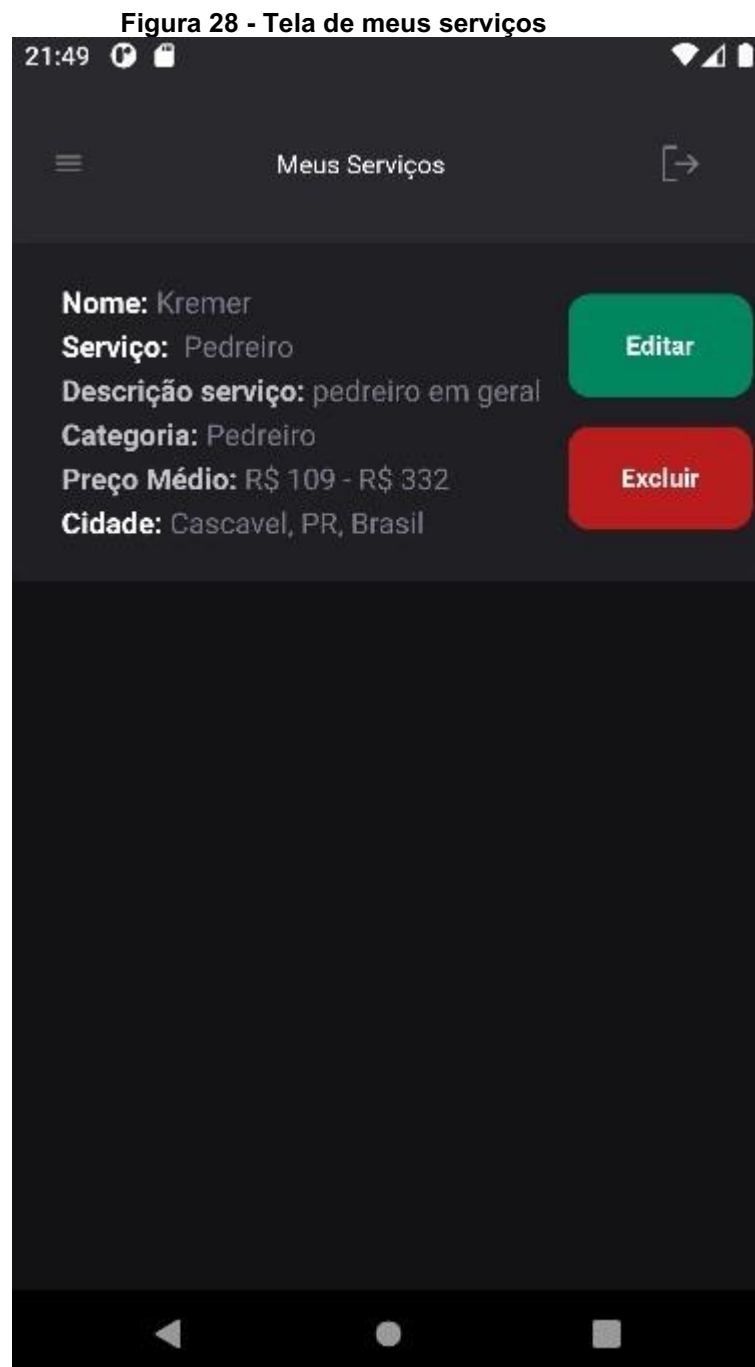 Figura 28 - Tela de meus serviços
21:49
Meus Serviços
Nome: Kremer
Serviço: Pedreiro
Descrição serviço: pedreiro em geral
Categoria: Pedreiro
Preço Médio: R$ 109 - R$ 332
Cidade: Cascavel, PR, Brasil
Editar
Excluir